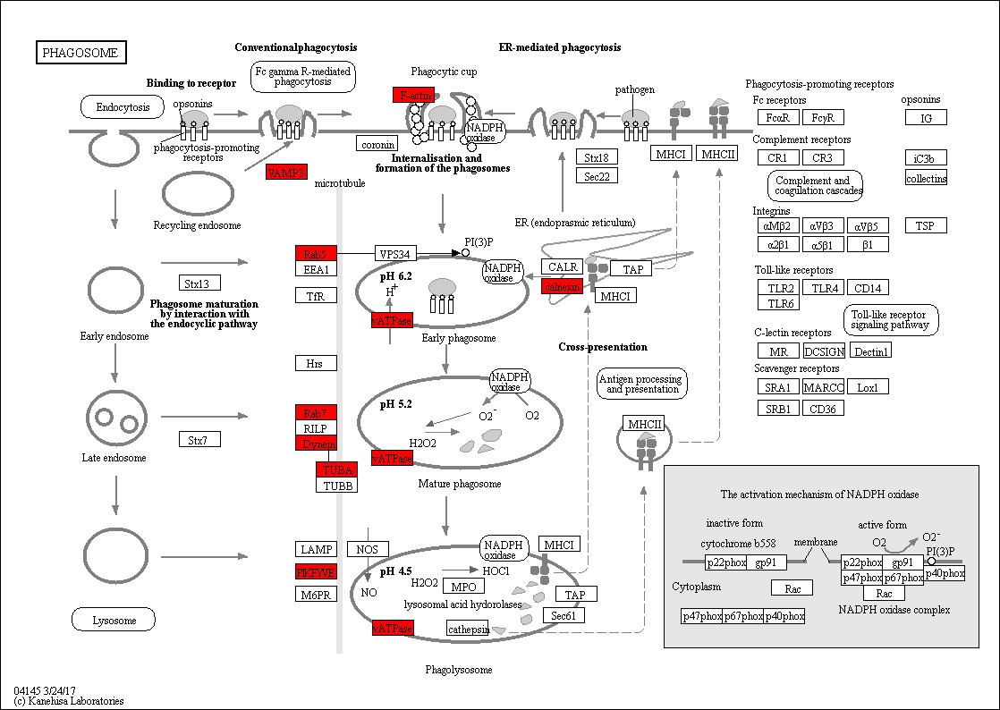 PHAGOSOME
Conventionalphagocytosis
ER-mediated phagocytosis
Fc gamma R-mediated
phagocytosis
Phagocytic cup
Binding to receptor
F-actin
pathogen
Phagocytosis-promoting receptors
Endocytosis
opsonins
Fc receptors
opsonins
FcαR
FcγR
IG
NADPH
oxidase
coronin
phagocytosis-promoting
receptors
Internalisation and
formation of the phagosomes
Stx18
Sec22
MHCI
MHCII
Complement receptors
CR1
CR3
iC3b
collectins
Complement and
coagulation cascades
VAMP3
microtubule
Recycling endosome
ER (endoprasmic reticulum)
Integrins
αMβ2
αVβ3
αVβ5
TSP
α2β1
α5β1
β1
PI(3)P
Rab5
VPS34
EEA1
NADPH
oxidase
CALR
TAP
calnexin
MHCI
pH 6.2
H+
Stx13
TfR
Toll-like receptors
TLR2
TLR4
CD14
TLR6
Toll-like receptor
signaling pathway
Phagosome maturation
by interaction with
the endocyclic pathway
vATPase
Early endosome
Early phagosome
Cross-presentation
C-lectin receptors
MR
DCSIGN
Dectin1
Hrs
Scavenger receptors
SRA1
MARCO
Lox1
SRB1
CD36
NADPH
oxidase
Antigen processing
and presentation
pH 5.2
Rab7
RILP
Dynein
O2-
O2
H2O2
MHCII
Stx7
vATPase
Late endosome
TUBA
TUBB
Mature phagosome
The activation mechanism of NADPH oxidase
inactive form
active form
cytochrome b558
membrane
O2
O2-
PI(3)P
p22phox
gp91
p22phox
gp91
p47phox
p67phox
p40phox
Cytoplasm
Rac
Rac
p47phox
p67phox
p40phox
NADPH oxidase complex
LAMP
NOS
NADPH
oxidase
MHCI
PIKFYVE
pH 4.5
HOCl
H2O2
MPO
M6PR
NO
TAP
lysosomal acid hydorolases
Sec61
Lysosome
vATPase
cathepsin
Phagolysosome
04145 3/24/17
(c) Kanehisa Laboratories